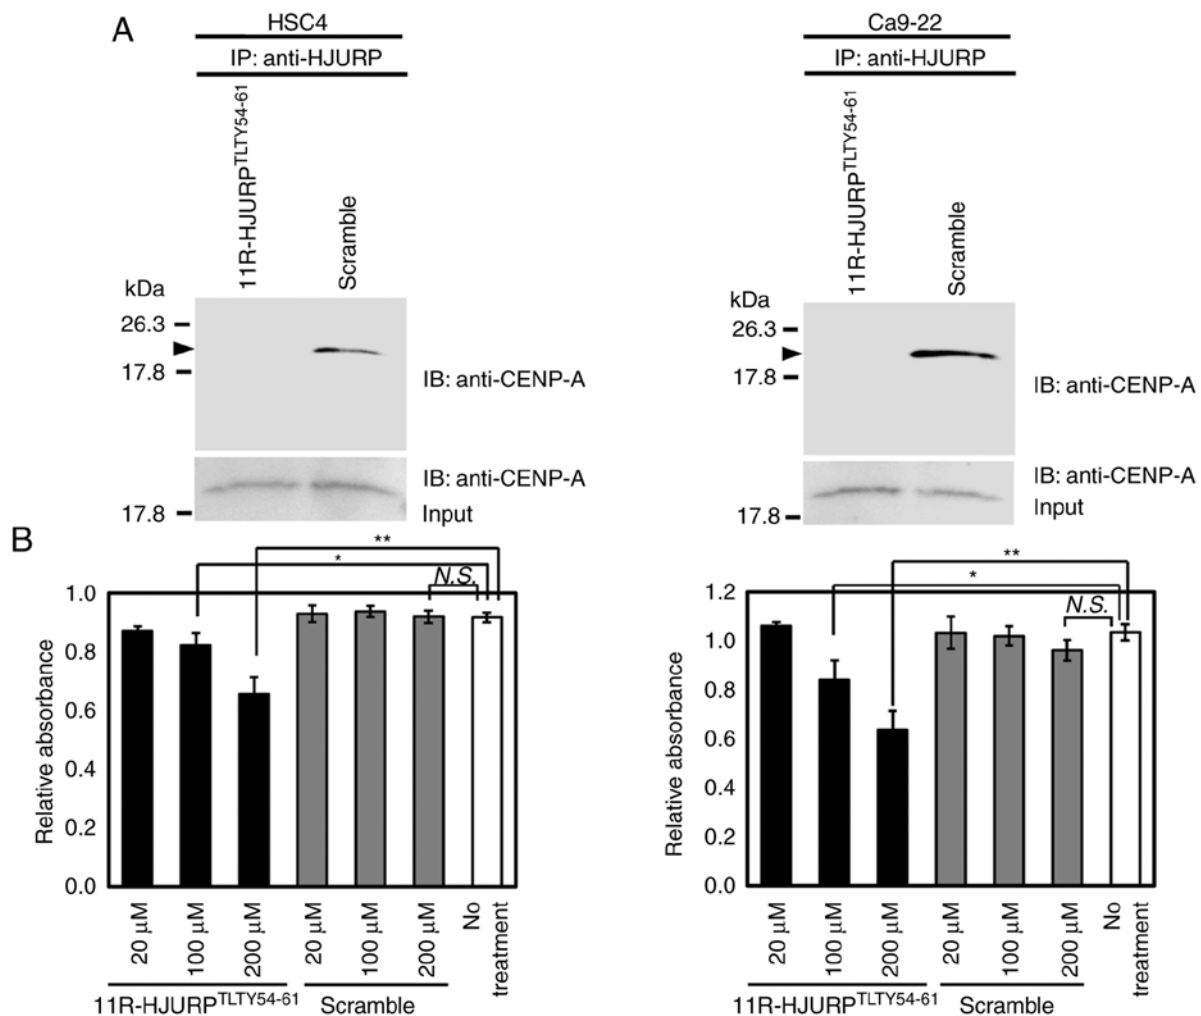 A
HSC4
IP: anti-HJURP
11R-HJURPTLTY54-61
Scramble
kDa
26.3
17.8
IB: anti-CENP-A
IB: anti-CENP-A
Input
17.8
Ca9-22
IP: anti-HJURP
11R-HJURPTLTY54-61
Scramble
kDa
26.3
17.8
IB: anti-CENP-A
IB: anti-CENP-A
Input
17.8
B
**
*
N.S.
1.0
0.8
0.6
0.4
0.2
0.0
Relative absorbance
20 µM
100 µM
200 µM
20 µM
100 µM
200 µM
No
treatment
11R-HJURPTLTY54-61
Scramble
**
*
N.S.
1.2
1.0
0.8
0.6
0.4
0.2
0.0
Relative absorbance
20 µM
100 µM
200 µM
20 µM
100 µM
200 µM
No
treatment
11R-HJURPTLTY54-61
Scramble